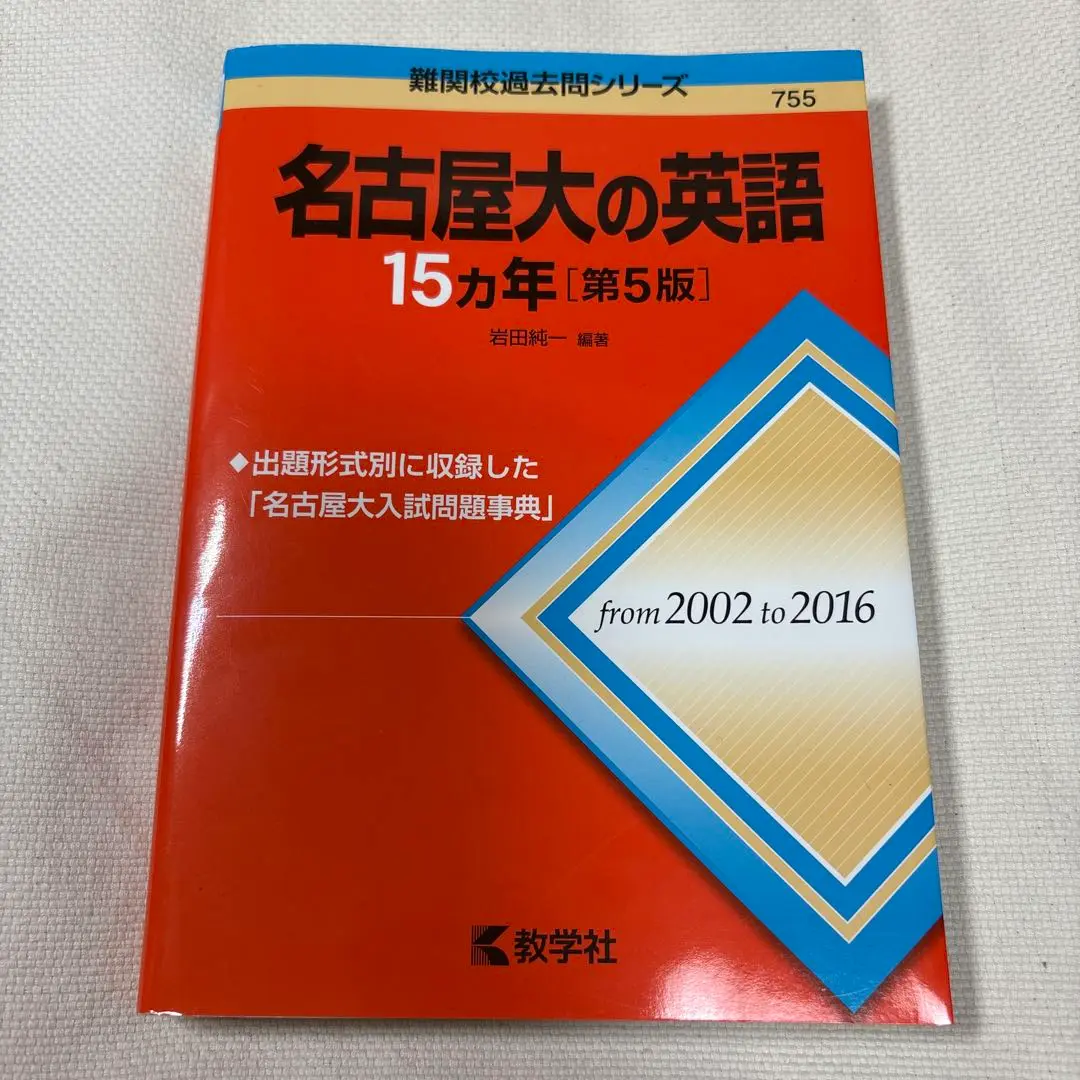 難関校過去問シリーズ
755
名古屋大の英語
15カ年[第5版]
岩田純一 編著
◆出題形式別に収録した
「名古屋大入試問題事典」
from 2002 to 2016
教学社